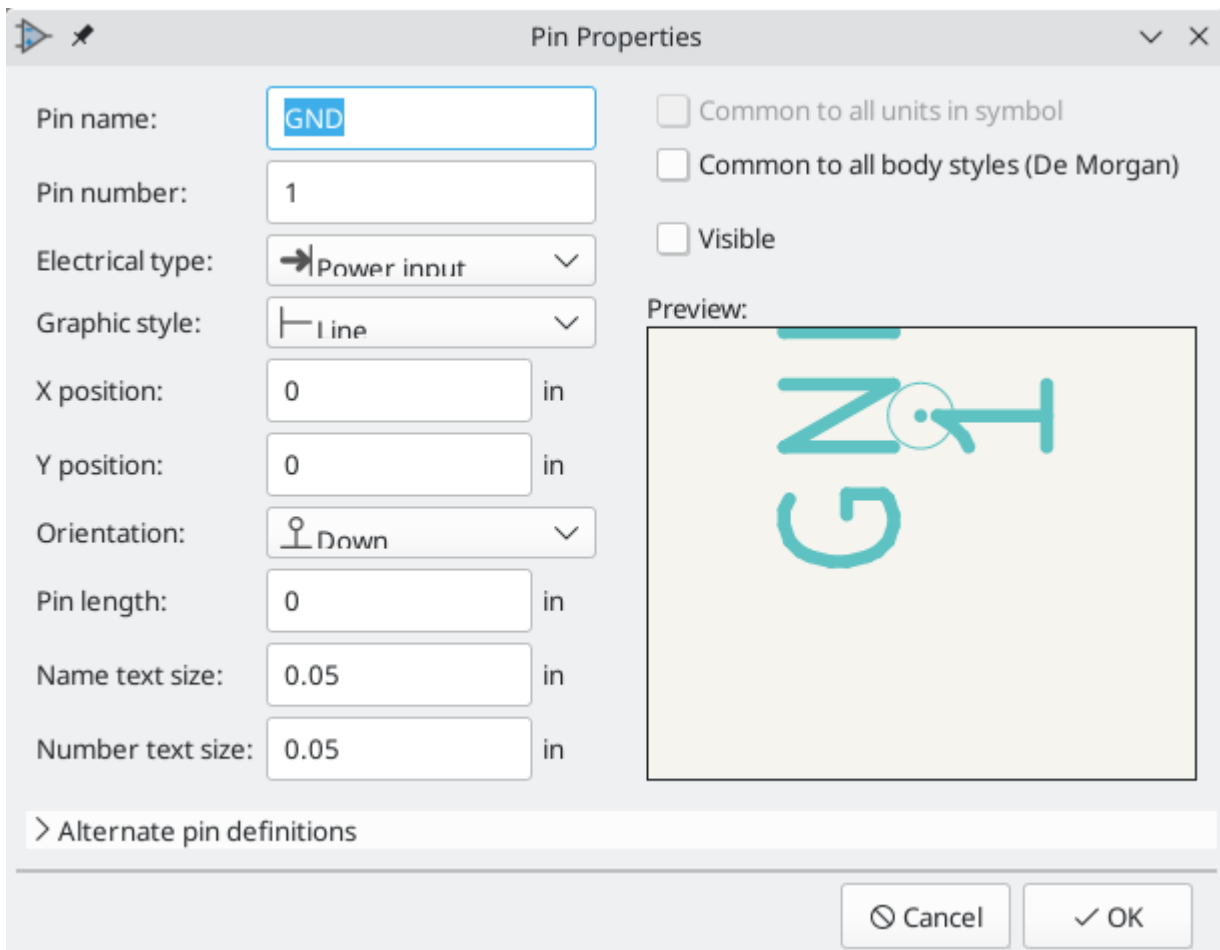 Pin Properties
Pin name:
GND
Pin number:
1
Electrical type:
Power input
Graphic style:
Line
X position:
0
in
Y position:
0
in
Orientation:
Down
Pin length:
0
in
Name text size:
0.05
in
Number text size:
0.05
in
Common to all units in symbol
Common to all body styles (De Morgan)
Visible
Preview:
GND
1
Alternate pin definitions
Cancel
OK